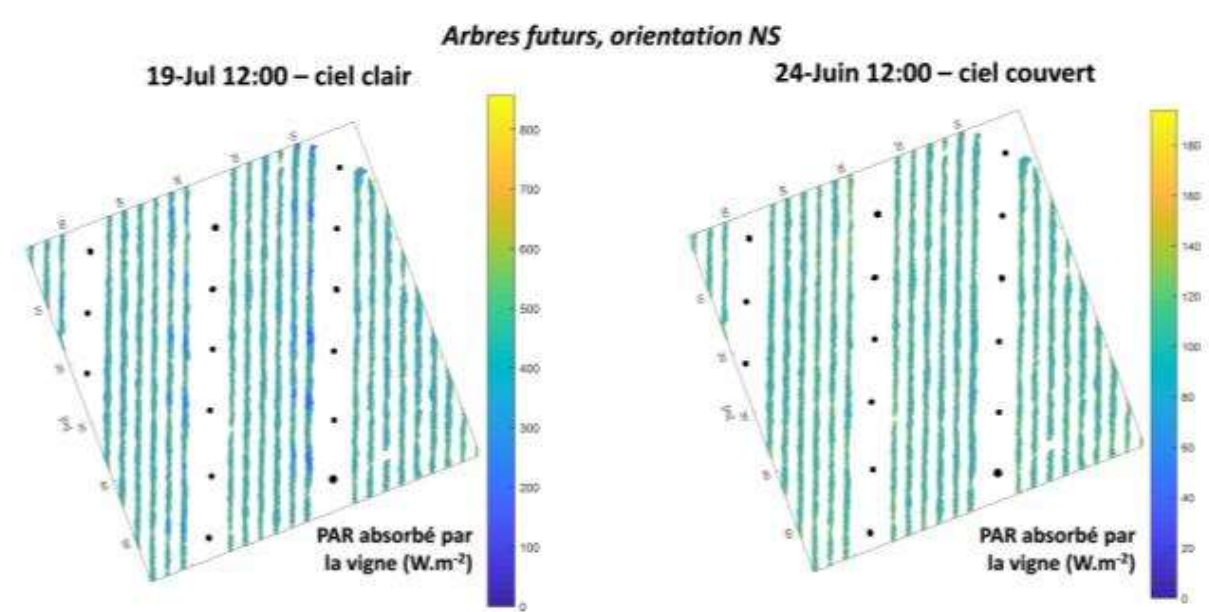 Arbres futurs, orientation NS
19-Jul 12:00 – ciel clair
24-Juin 12:00 – ciel couvert
800
700
600
500
400
300
200
100
0
180
160
140
120
100
80
60
40
20
0
PAR absorbé par
la vigne (W.m-2)
PAR absorbé par
la vigne (W.m-2)